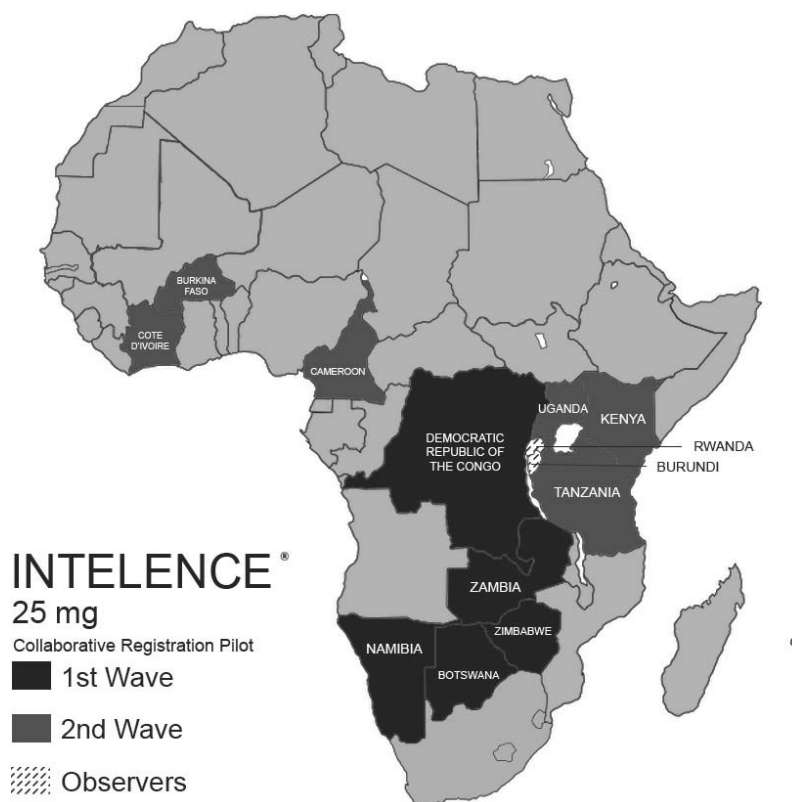 BURKINA
FASO
COTE
D'IVOIRE
CAMEROON
UGANDA
KENYA
DEMOCRATIC
REPUBLIC OF
THE CONGO
RWANDA
BURUNDI
TANZANIA
ZAMBIA
ZIMBABWE
NAMIBIA
BOTSWANA
INTELENCE®
25 mg
Collaborative Registration Pilot
1st Wave
2nd Wave
Observers